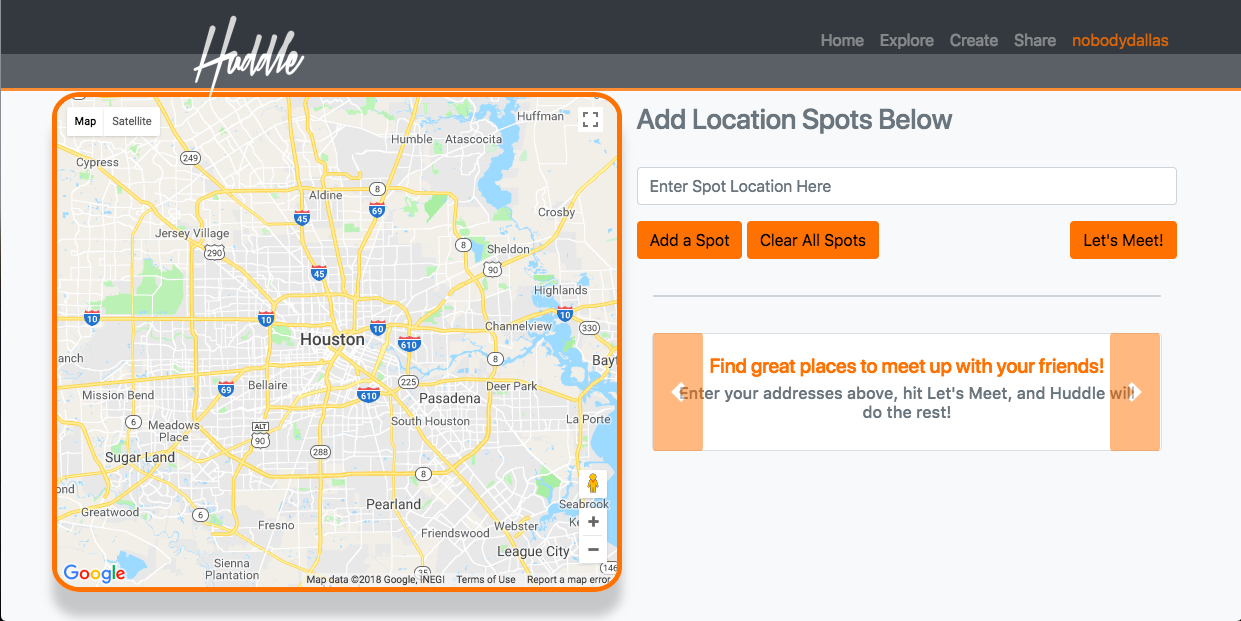 Huddle
Home Explore Create Share nobodydallas
Map Satellite
Huffman
Humble Atascocita
Cypress
249
8
Aldine
69
45
Crosby
Jersey Village
8
Sheldon
290
90
45
Highlands
10
10
10
10
Channelview
330
Houston
610
anch
8
Bayt
69
Bellaire
225
Deer Park
Mission Bend
610
Pasadena
6
Meadows
Place
ALT
90
South Houston
La Porte
288
Sugar Land
8
ond
Pearland
Seabrook
Greatwood
6
Fresno
Webster
Ke
Friendswood
League City
Sienna
Plantation
146
35
Google
Map data ©2018 Google, INEGI Terms of Use Report a map error
Add Location Spots Below
Enter Spot Location Here
Add a Spot Clear All Spots Let's Meet!
Find great places to meet up with your friends!
Enter your addresses above, hit Let's Meet, and Huddle will
do the rest!